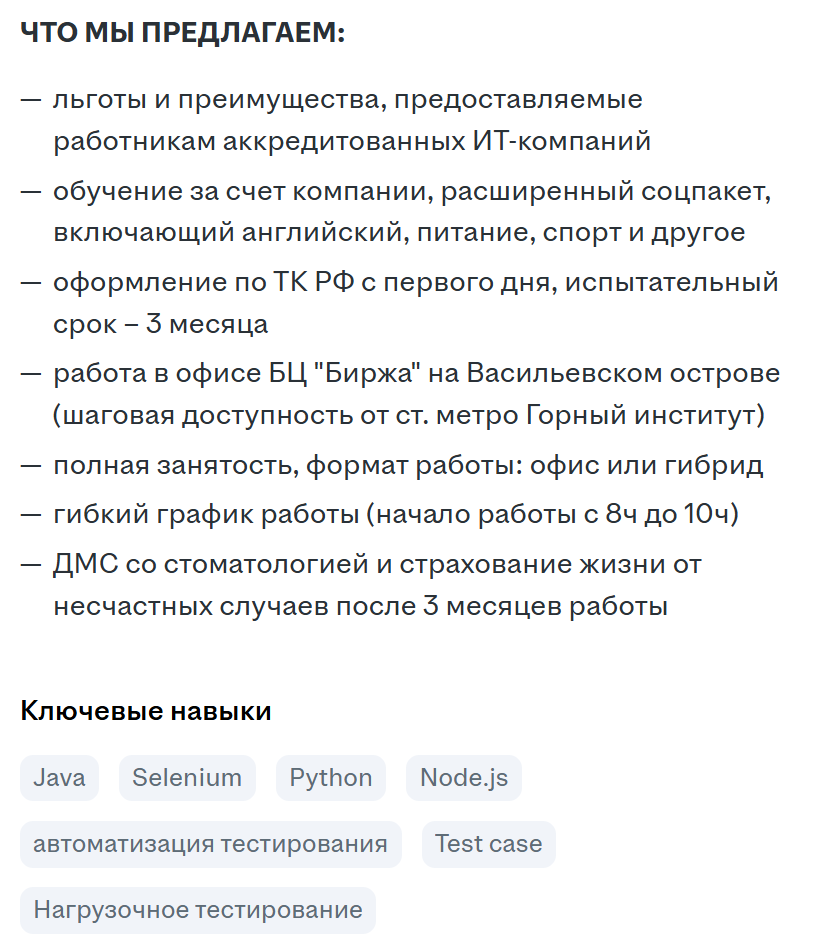 ЧТО МЫ ПРЕДЛАГАЕМ:
— льготы и преимущества, предоставляемые
работникам аккредитованных ИТ-компаний
— обучение за счет компании, расширенный соцпакет,
включающий английский, питание, спорт и другое
— оформление по ТК РФ с первого дня, испытательный
срок – 3 месяца
— работа в офисе БЦ "Биржа" на Васильевском острове
(шаговая доступность от ст. метро Горный институт)
— полная занятость, формат работы: офис или гибрид
— гибкий график работы (начало работы с 8ч до 10ч)
— ДМС со стоматологией и страхование жизни от
несчастных случаев после 3 месяцев работы
Ключевые навыки
Java Selenium Python Node.js
автоматизация тестирования Test case
Нагрузочное тестирование